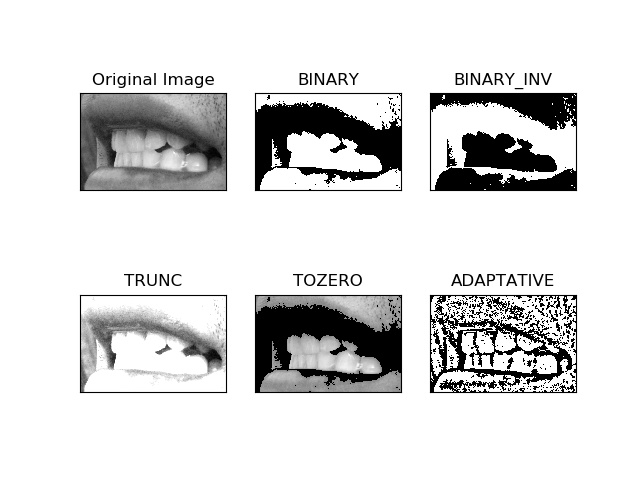 Original Image
BINARY
BINARY_INV
TRUNC
TOZERO
ADAPTATIVE